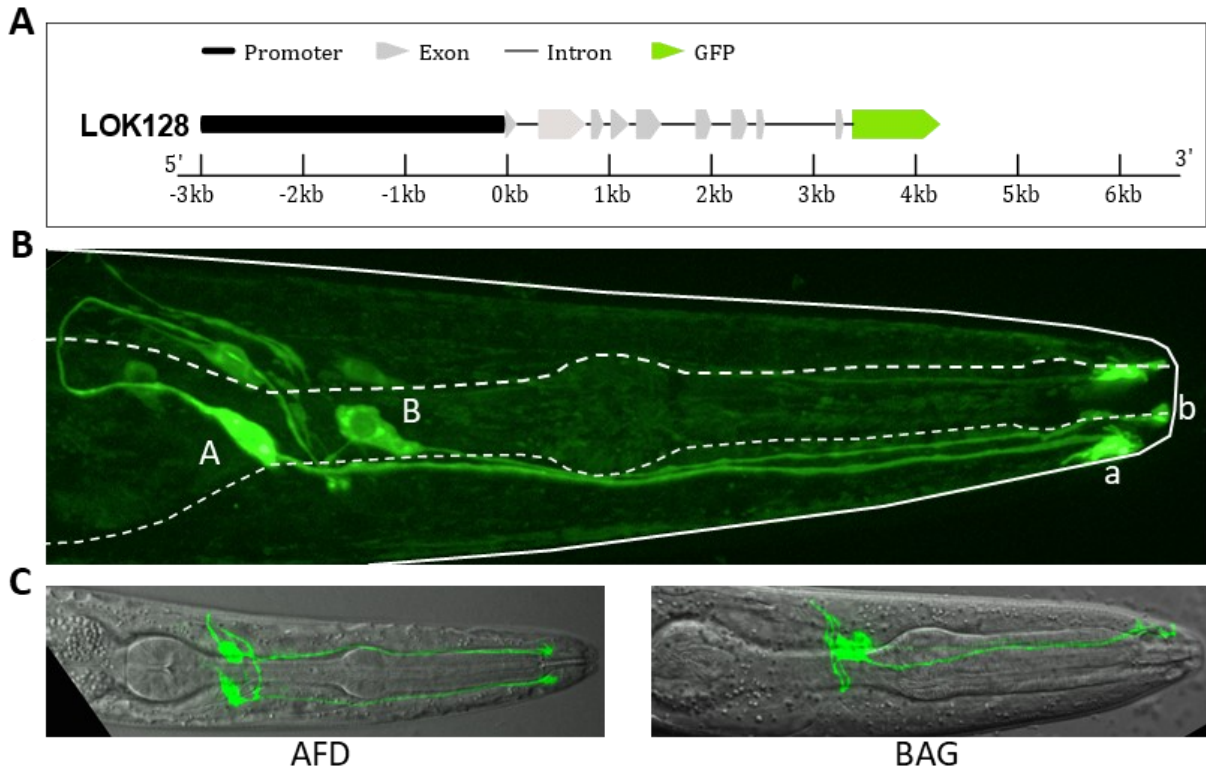 A
Promoter Exon Intron GFP
LOK128
5' 3'
-3kb -2kb -1kb 0kb 1kb 2kb 3kb 4kb 5kb 6kb
B
A B b
a
C
AFD BAG